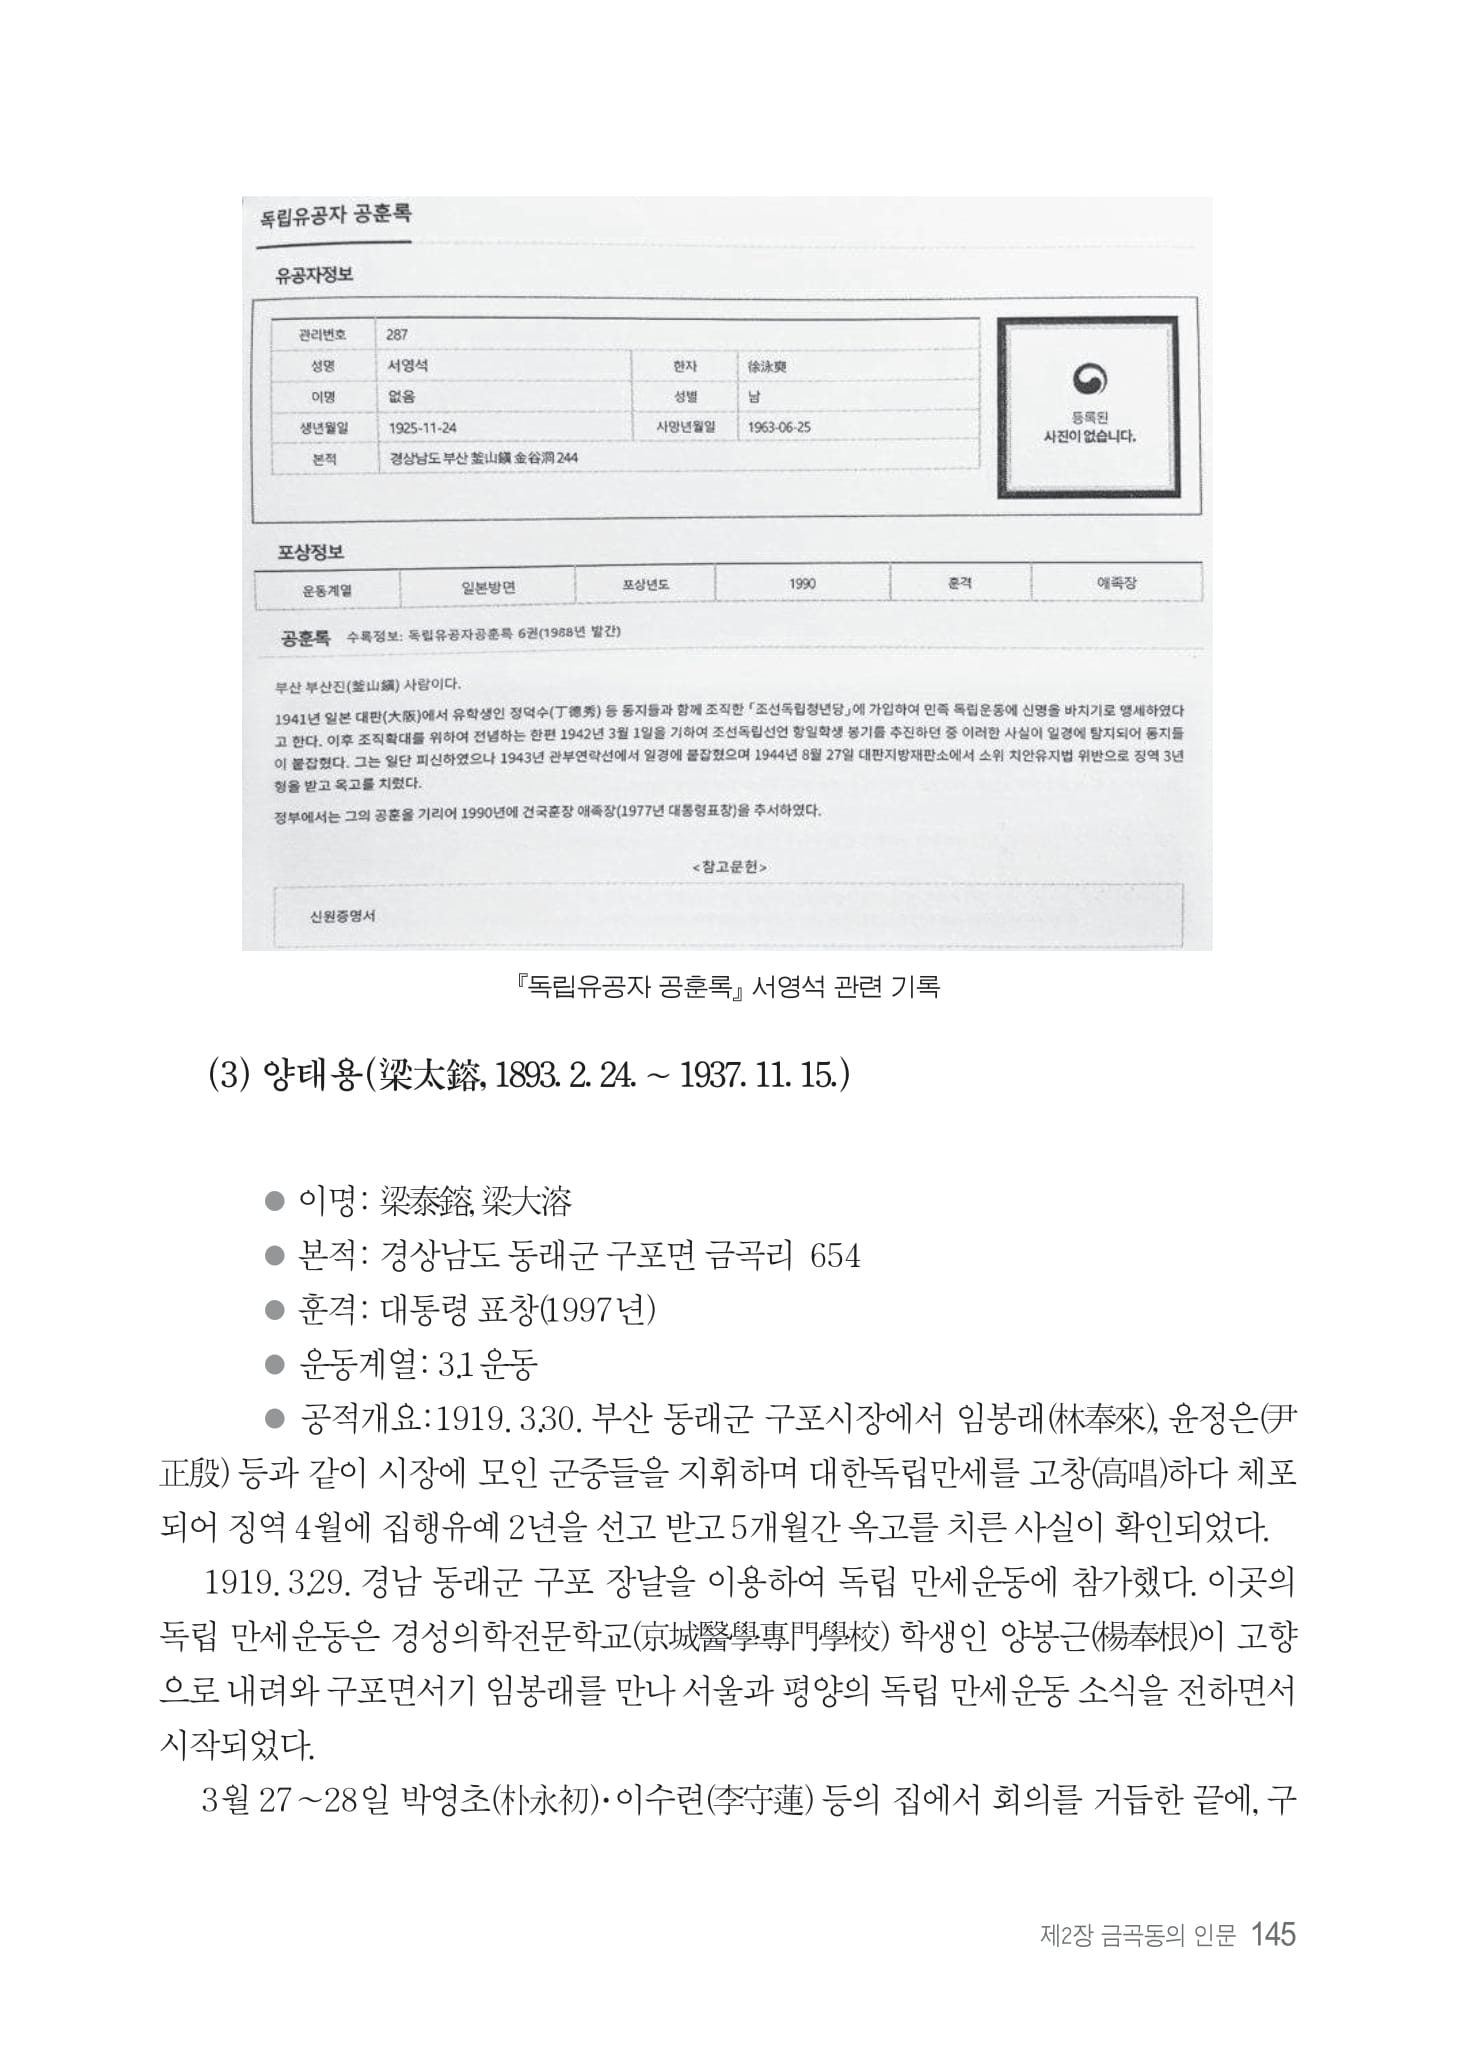 독립유공자 공훈록
유공자정보
관리번호 287
성명 서영석 한자 徐泳奭
이명 없음 성별 남
생년월일 1925-11-24 사망년월일 1963-06-25
본적 경상남도 부산 釜山鎭 金谷洞 244
등록된
사진이 없습니다.
포상정보
운동계열 일본방면 포상년도 1990 훈격 애족장
공훈록 수록정보: 독립유공자공훈록 6권(1988년 발간)
부산 부산진(釜山鎭) 사람이다.
1941년 일본 대판(大阪)에서 유학생인 정덕수(丁德秀) 등 동지들과 함께 조직한 「조선독립청년당」에 가입하여 민족 독립운동에 신명을 바치기로 맹세하였다
고 한다. 이후 조직확대를 위하여 전념하는 한편 1942년 3월 1일을 기하여 조선독립선언 항일학생 봉기를 추진하던 중 이러한 사실이 일경에 탐지되어 동지들
이 붙잡혔다. 그는 일단 피신하였으나 1943년 관부연락선에서 일경에 붙잡혔으며 1944년 8월 27일 대판지방재판소에서 소위 치안유지법 위반으로 징역 3년
형을 받고 옥고를 치렀다.
정부에서는 그의 공훈을 기리어 1990년에 건국훈장 애족장(1977년 대통령표창)을 추서하였다.
<참고문헌>
신원증명서
『독립유공자 공훈록』 서영석 관련 기록
(3) 양태용(梁太鎔, 1893. 2. 24. ~ 1937. 11. 15.)
● 이명: 梁泰鎔, 梁大溶
● 본적: 경상남도 동래군 구포면 금곡리 654
● 훈격: 대통령 표창(1997년)
● 운동계열: 3.1운동
● 공적개요: 1919. 3.30. 부산 동래군 구포시장에서 임봉래(林奉來), 윤정은(尹
正殷) 등과 같이 시장에 모인 군중들을 지휘하며 대한독립만세를 고창(高唱)하다 체포
되어 징역 4월에 집행유예 2년을 선고 받고 5개월간 옥고를 치른 사실이 확인되었다.
1919. 3.29. 경남 동래군 구포 장날을 이용하여 독립 만세운동에 참가했다. 이곳의
독립 만세운동은 경성의학전문학교(京城醫學專門學校) 학생인 양봉근(楊奉根)이 고향
으로 내려와 구포면서기 임봉래를 만나 서울과 평양의 독립 만세운동 소식을 전하면서
시작되었다.
3월 27~28일 박영초(朴永初)·이수련(李守蓮) 등의 집에서 회의를 거듭한 끝에, 구
제2장 금곡동의 인문 145